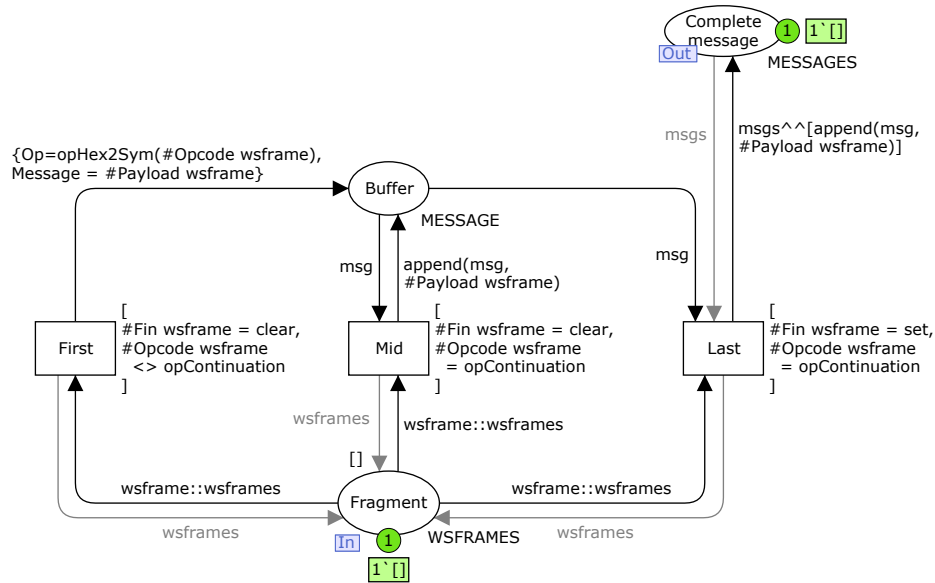 Complete
message
1
1`[]
Out
MESSAGES
msgs
msgs^^[append(msg,
#Payload wsframe)]
{Op=opHex2Sym(#Opcode wsframe),
Message = #Payload wsframe}
Buffer
MESSAGE
msg
append(msg,
#Payload wsframe)
msg
First
[
#Fin wsframe = clear,
#Opcode wsframe
<> opContinuation
]
Mid
[
#Fin wsframe = clear,
#Opcode wsframe
= opContinuation
]
Last
[
#Fin wsframe = set,
#Opcode wsframe
= opContinuation
]
wsframes
wsframe::wsframes
[]
wsframe::wsframes
wsframe::wsframes
Fragment
wsframes
wsframes
In
1
WSFRAMES
1`[]